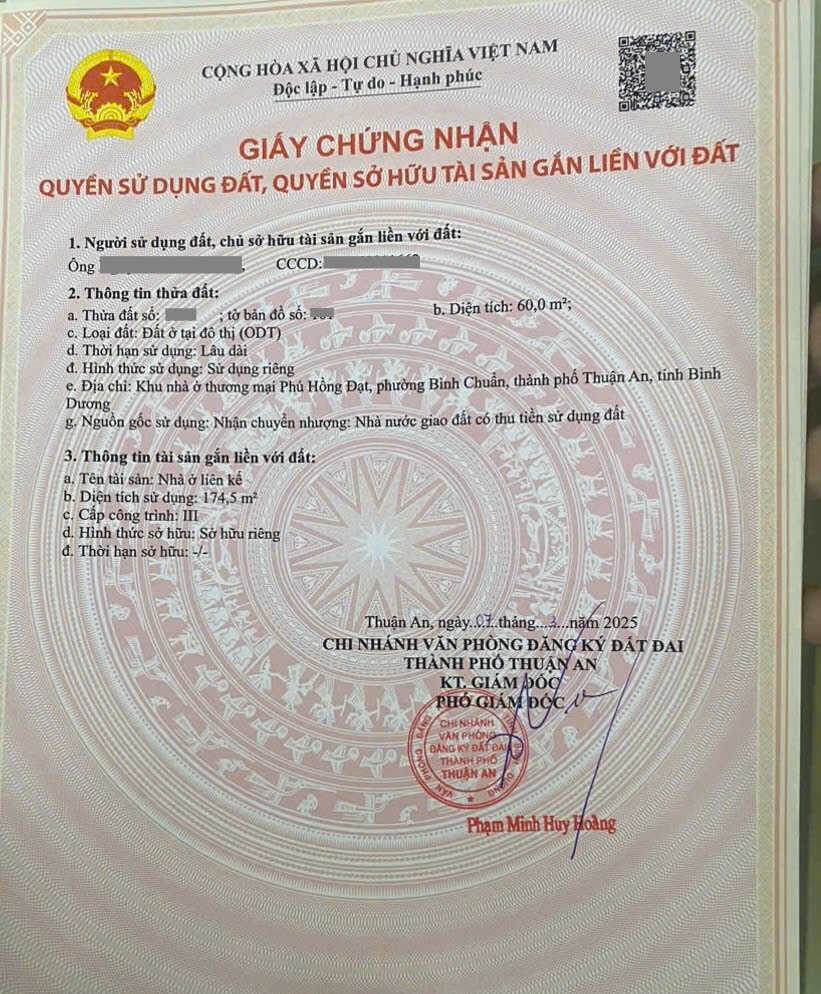 CỘNG HÒA XÃ HỘI CHỦ NGHĨA VIỆT NAM
Độc lập - Tự do - Hạnh phúc
GIẤY CHỨNG NHẬN
QUYỀN SỬ DỤNG ĐẤT, QUYỀN SỞ HỮU TÀI SẢN GẮN LIỀN VỚI ĐẤT
1. Người sử dụng đất, chủ sở hữu tài sản gắn liền với đất:
Ông CCCD:
2. Thông tin thửa đất:
a. Thửa đất số: ; tờ bản đồ số: b. Diện tích: 60,0 m²;
c. Loại đất: Đất ở tại đô thị (ODT)
d. Thời hạn sử dụng: Lâu dài
đ. Hình thức sử dụng: Sử dụng riêng
e. Địa chỉ: Khu nhà ở thương mại Phú Hồng Đạt, phường Bình Chuẩn, thành phố Thuận An, tỉnh Bình
Dương
g. Nguồn gốc sử dụng: Nhận chuyển nhượng: Nhà nước giao đất có thu tiền sử dụng đất
3. Thông tin tài sản gắn liền với đất:
a. Tên tài sản: Nhà ở liên kế
b. Diện tích sử dụng: 174,5 m²
c. Cấp công trình: III
d. Hình thức sở hữu: Sở hữu riêng
đ. Thời hạn sở hữu: -/-
Thuận An, ngày..07..tháng...3...năm 2025
CHI NHÁNH VĂN PHÒNG ĐĂNG KÝ ĐẤT ĐAI
THÀNH PHỐ THUẬN AN
KT. GIÁM ĐỐC
PHÓ GIÁM ĐỐC
CHI NHÁNH
VĂN PHÒNG
ĐĂNG KÝ ĐẤT ĐAI
THÀNH PHỐ
THUẬN AN
Phạm Minh Huy Hoàng